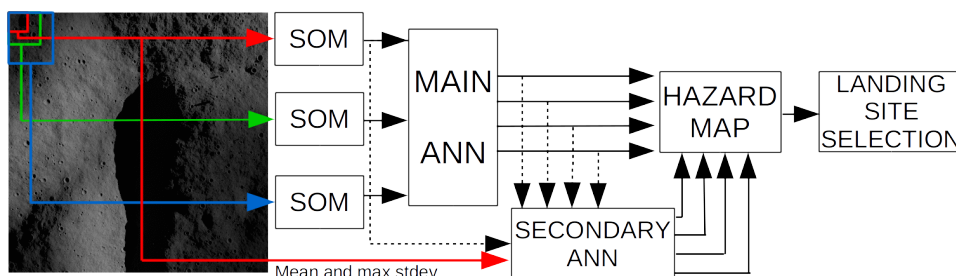 SOM
SOM
SOM
MAIN
ANN
HAZARD
MAP
LANDING
SITE
SELECTION
SECONDARY
ANN
Mean and max stdev